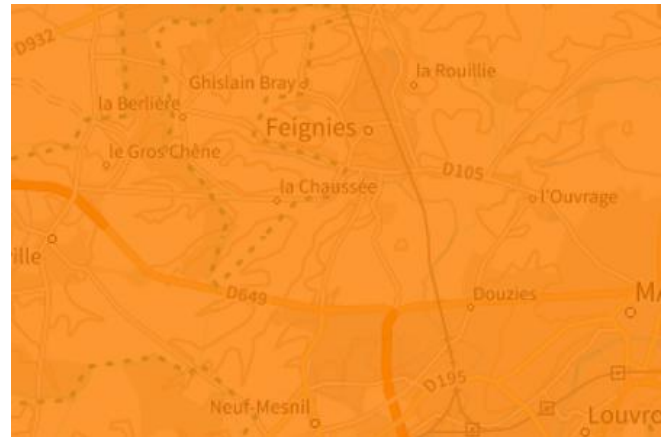 D932
la Rouillie
Ghislain Bray
la Berlière
Feignies
le Gros Chêne
D105
la Chaussée
l'Ouvrage
ille
D649
Douzies
MA
D195
Neuf-Mesnil
Louvro